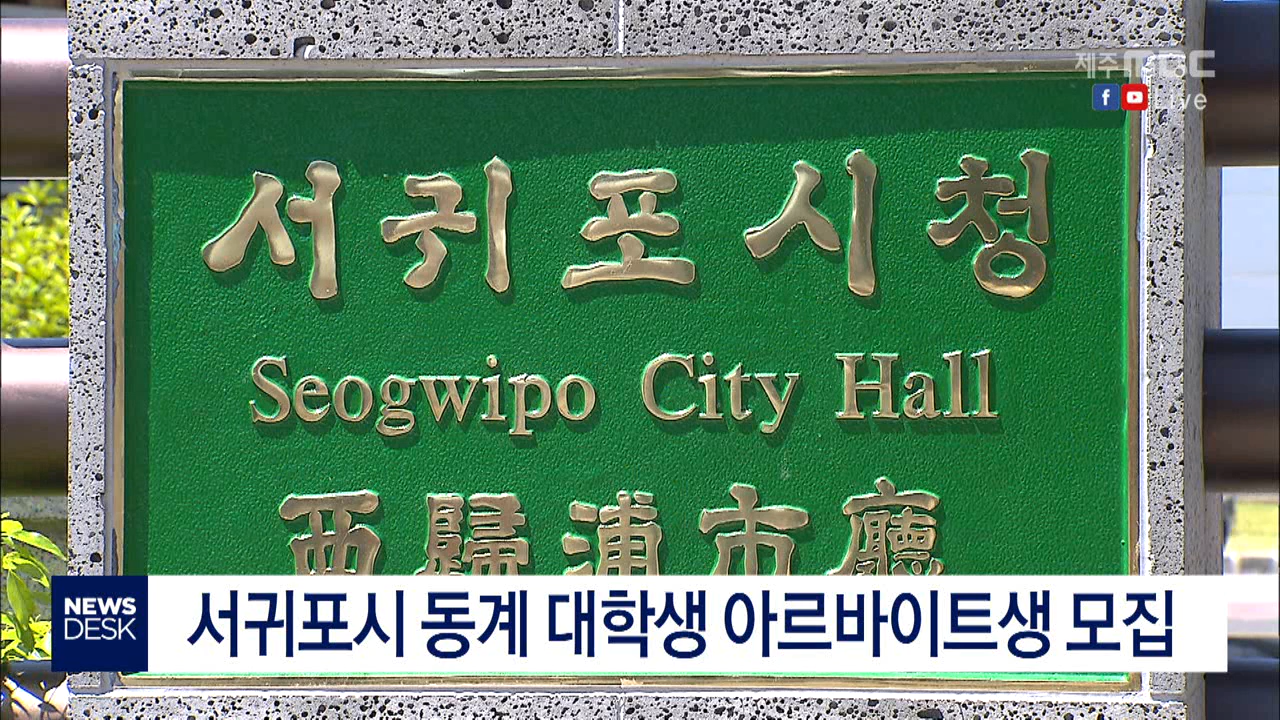 제주MBC
Live
서귀포시청
Seogwipo City Hall
西歸浦市廳
NEWS DESK
서귀포시 동계 대학생 아르바이트생 모집